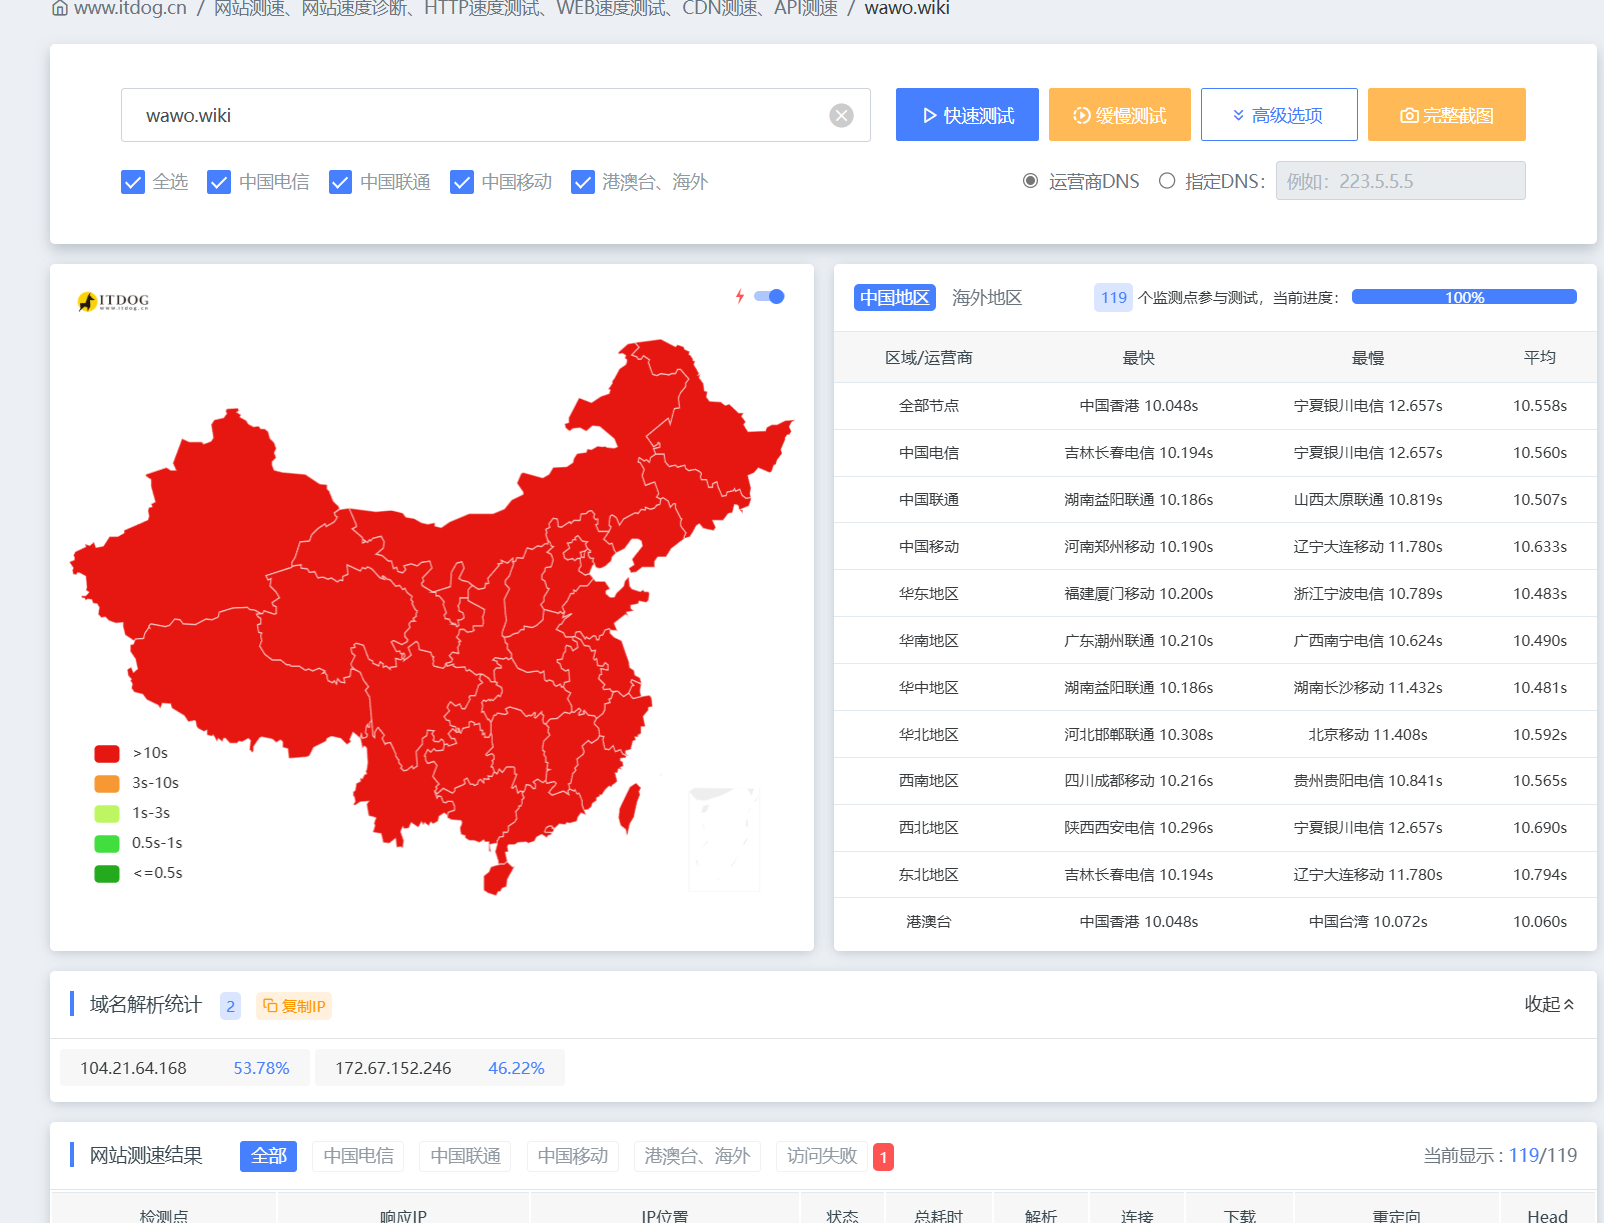 www.itdog.cn / 网站测速、网站速度诊断、HTTP速度测试、WEB速度测试、CDN测速、API测速 / wawo.wiki
wawo.wiki
快速测试
缓慢测试
高级选项
完整截图
全选 中国电信 中国联通 中国移动 港澳台、海外
运营商DNS 指定DNS: 例如：223.5.5.5
ITDOG
www.itdog.cn
>10s
3s-10s
1s-3s
0.5s-1s
<=0.5s
中国地区 海外地区 119 个监测点参与测试，当前进度： 100%
区域/运营商 最快 最慢 平均
全部节点 中国香港 10.048s 宁夏银川电信 12.657s 10.558s
中国电信 吉林长春电信 10.194s 宁夏银川电信 12.657s 10.560s
中国联通 湖南益阳联通 10.186s 山西太原联通 10.819s 10.507s
中国移动 河南郑州移动 10.190s 辽宁大连移动 11.780s 10.633s
华东地区 福建厦门移动 10.200s 浙江宁波电信 10.789s 10.483s
华南地区 广东潮州联通 10.210s 广西南宁电信 10.624s 10.490s
华中地区 湖南益阳联通 10.186s 湖南长沙移动 11.432s 10.481s
华北地区 河北邯郸联通 10.308s 北京移动 11.408s 10.592s
西南地区 四川成都移动 10.216s 贵州贵阳电信 10.841s 10.565s
西北地区 陕西西安电信 10.296s 宁夏银川电信 12.657s 10.690s
东北地区 吉林长春电信 10.194s 辽宁大连移动 11.780s 10.794s
港澳台 中国香港 10.048s 中国台湾 10.072s 10.060s
域名解析统计 2 复制IP 收起
104.21.64.168 53.78% 172.67.152.246 46.22%
网站测速结果 全部 中国电信 中国联通 中国移动 港澳台、海外 访问失败 1 当前显示 : 119/119
检测点 响应IP IP位置 状态 总耗时 解析 连接 下载 重定向 Head